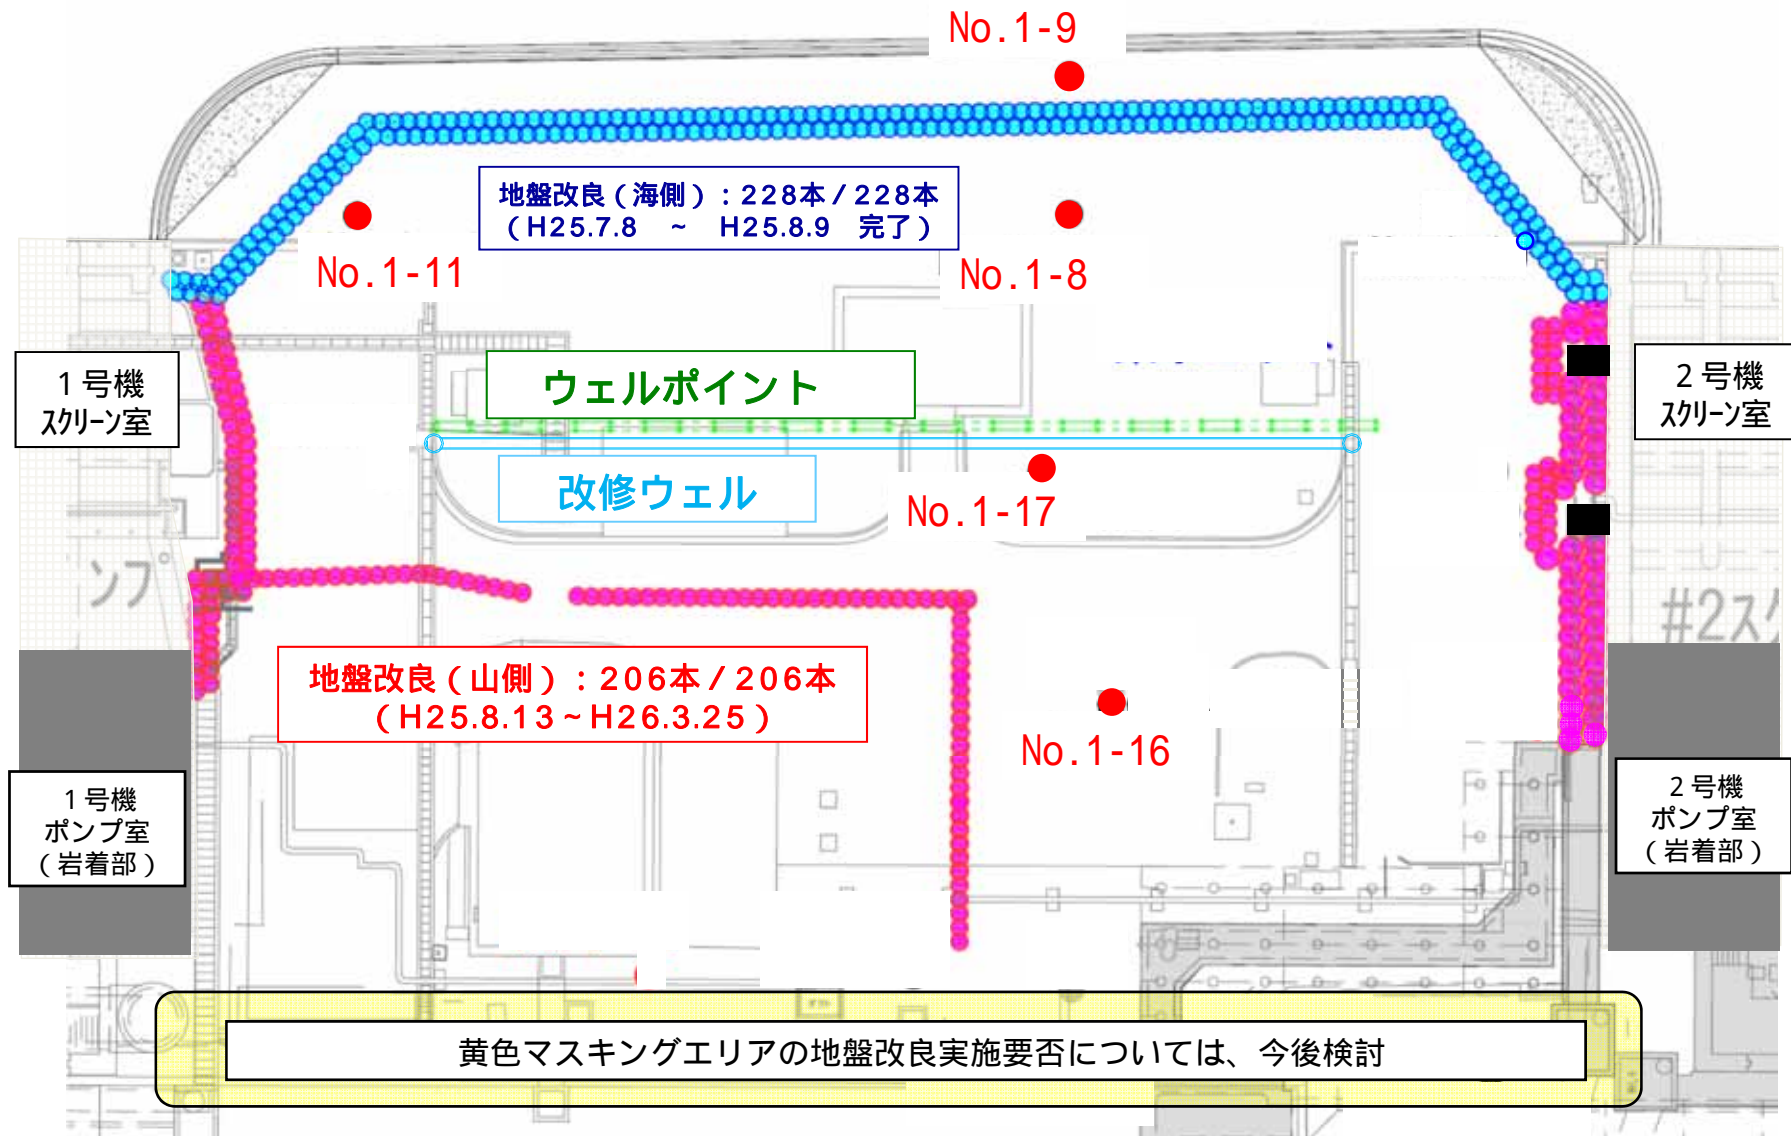 No.1-9
地盤改良（海側）：228本／228本
（H25.7.8　～　H25.8.9　完了）
No.1-11
No.1-8
1号機
スクリーン室
ウェルポイント
2号機
スクリーン室
改修ウェル
No.1-17
ンプ
#2スク
地盤改良（山側）：206本／206本
（H25.8.13～H26.3.25）
No.1-16
1号機
ポンプ室
（岩着部）
2号機
ポンプ室
（岩着部）
黄色マスキングエリアの地盤改良実施要否については、今後検討